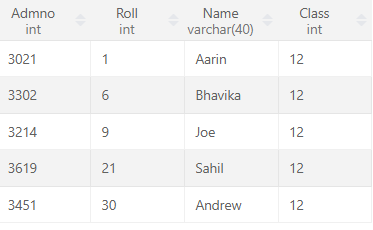 Admno Roll Name Class
int int varchar(40) int
3021 1 Aarin 12
3302 6 Bhavika 12
3214 9 Joe 12
3619 21 Sahil 12
3451 30 Andrew 12